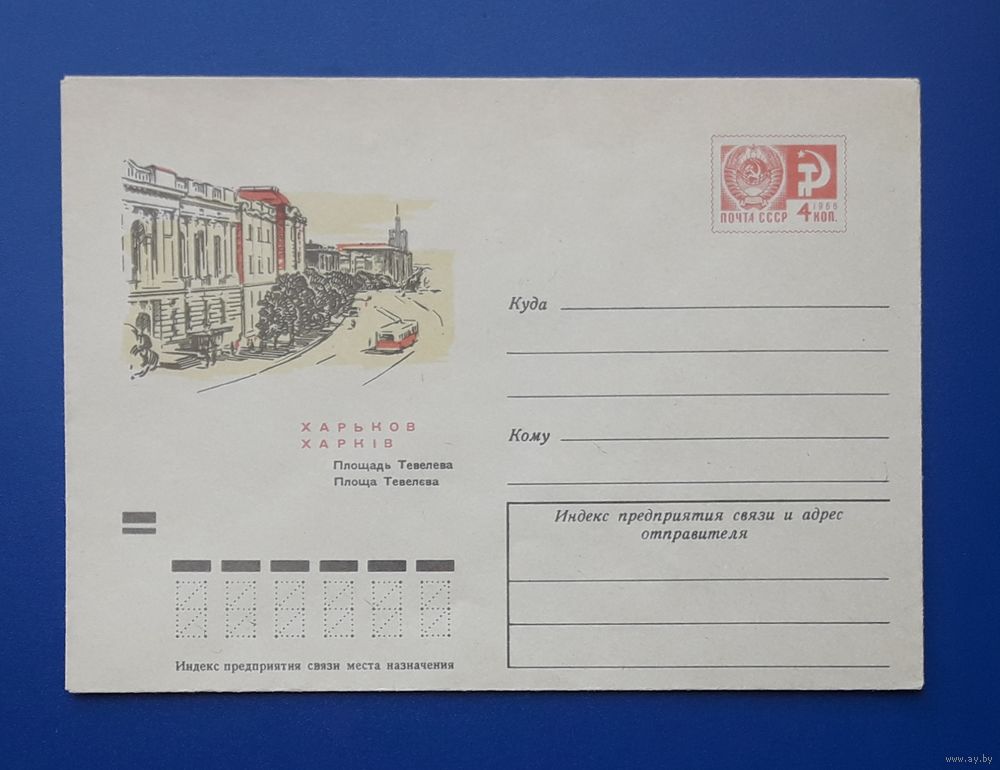 ПОЧТА СССР
1966
4 КОП.
Куда
ХАРЬКОВ
ХАРКІВ
Площадь Тевелева
Площа Тевелєва
Кому
Индекс предприятия связи и адрес
отправителя
Индекс предприятия связи места назначения
www.ay.by